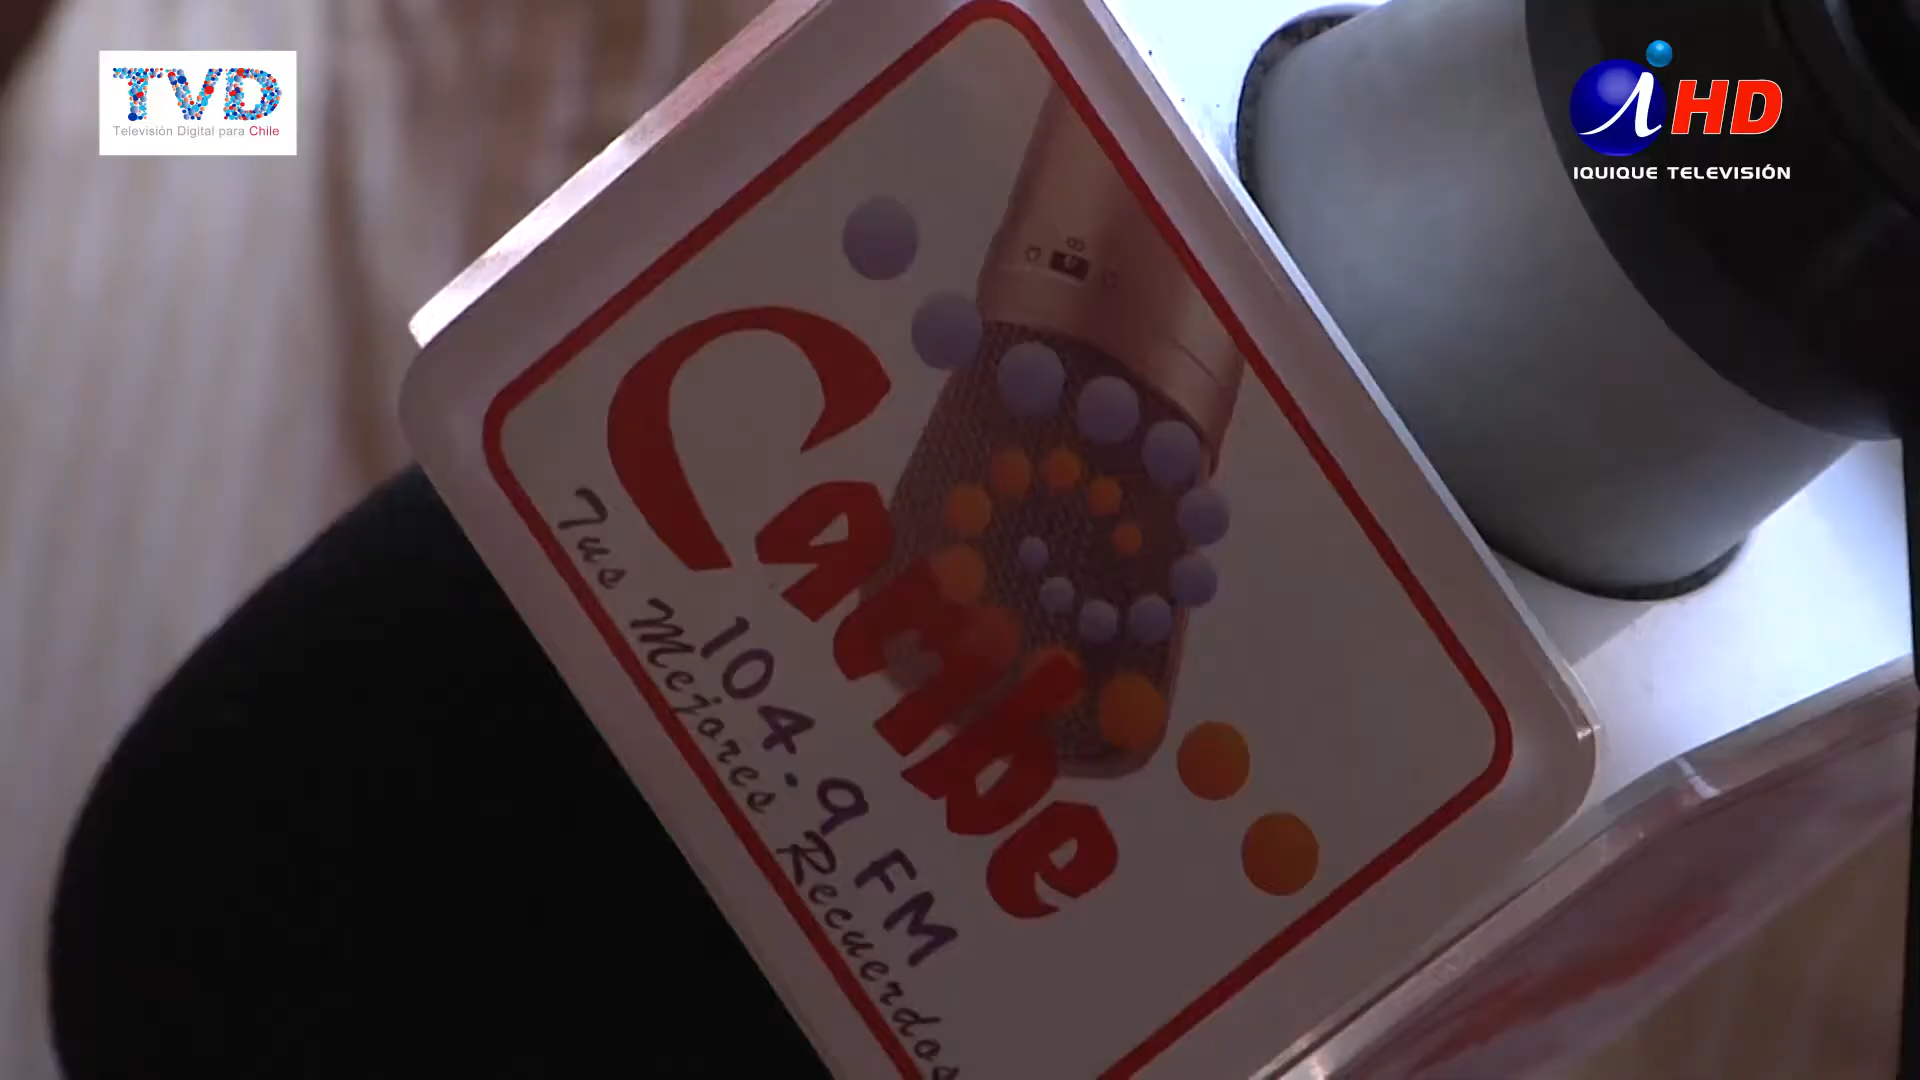 TVD
Televisión Digital para Chile
HD
IQUIQUE TELEVISIÓN
Caribe
104.9 FM
Tus Mejores Recuerdos